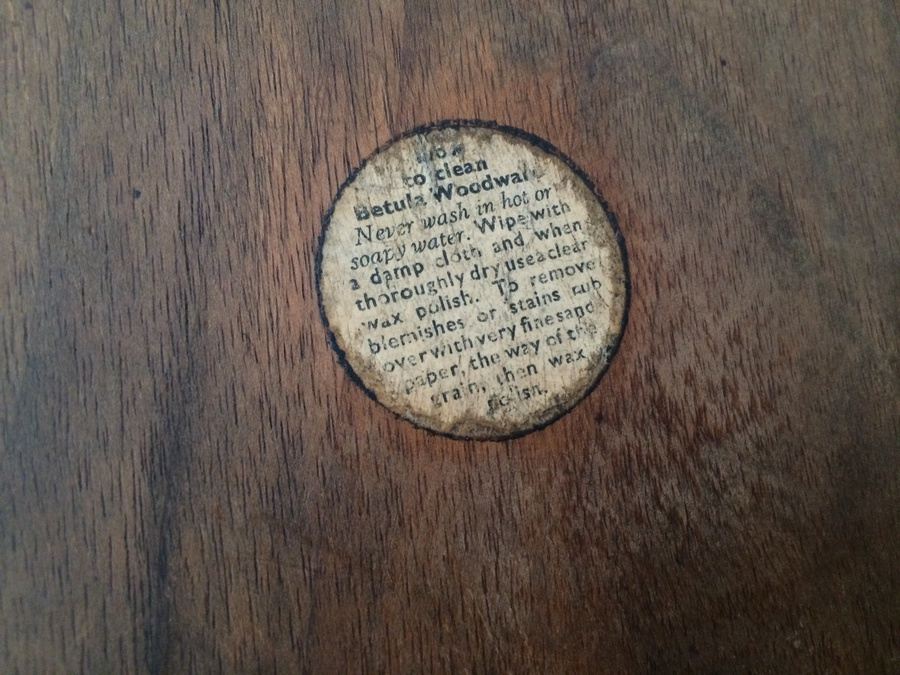 to clean
Betula Woodwar
Never wash in hot or
soapy water. Wipe with
a damp cloth and when
thoroughly dry use a clear
wax polish. To remove
blemishes or stains rub
over with very fine sand
paper, the way of the
grain, then wax
polish.